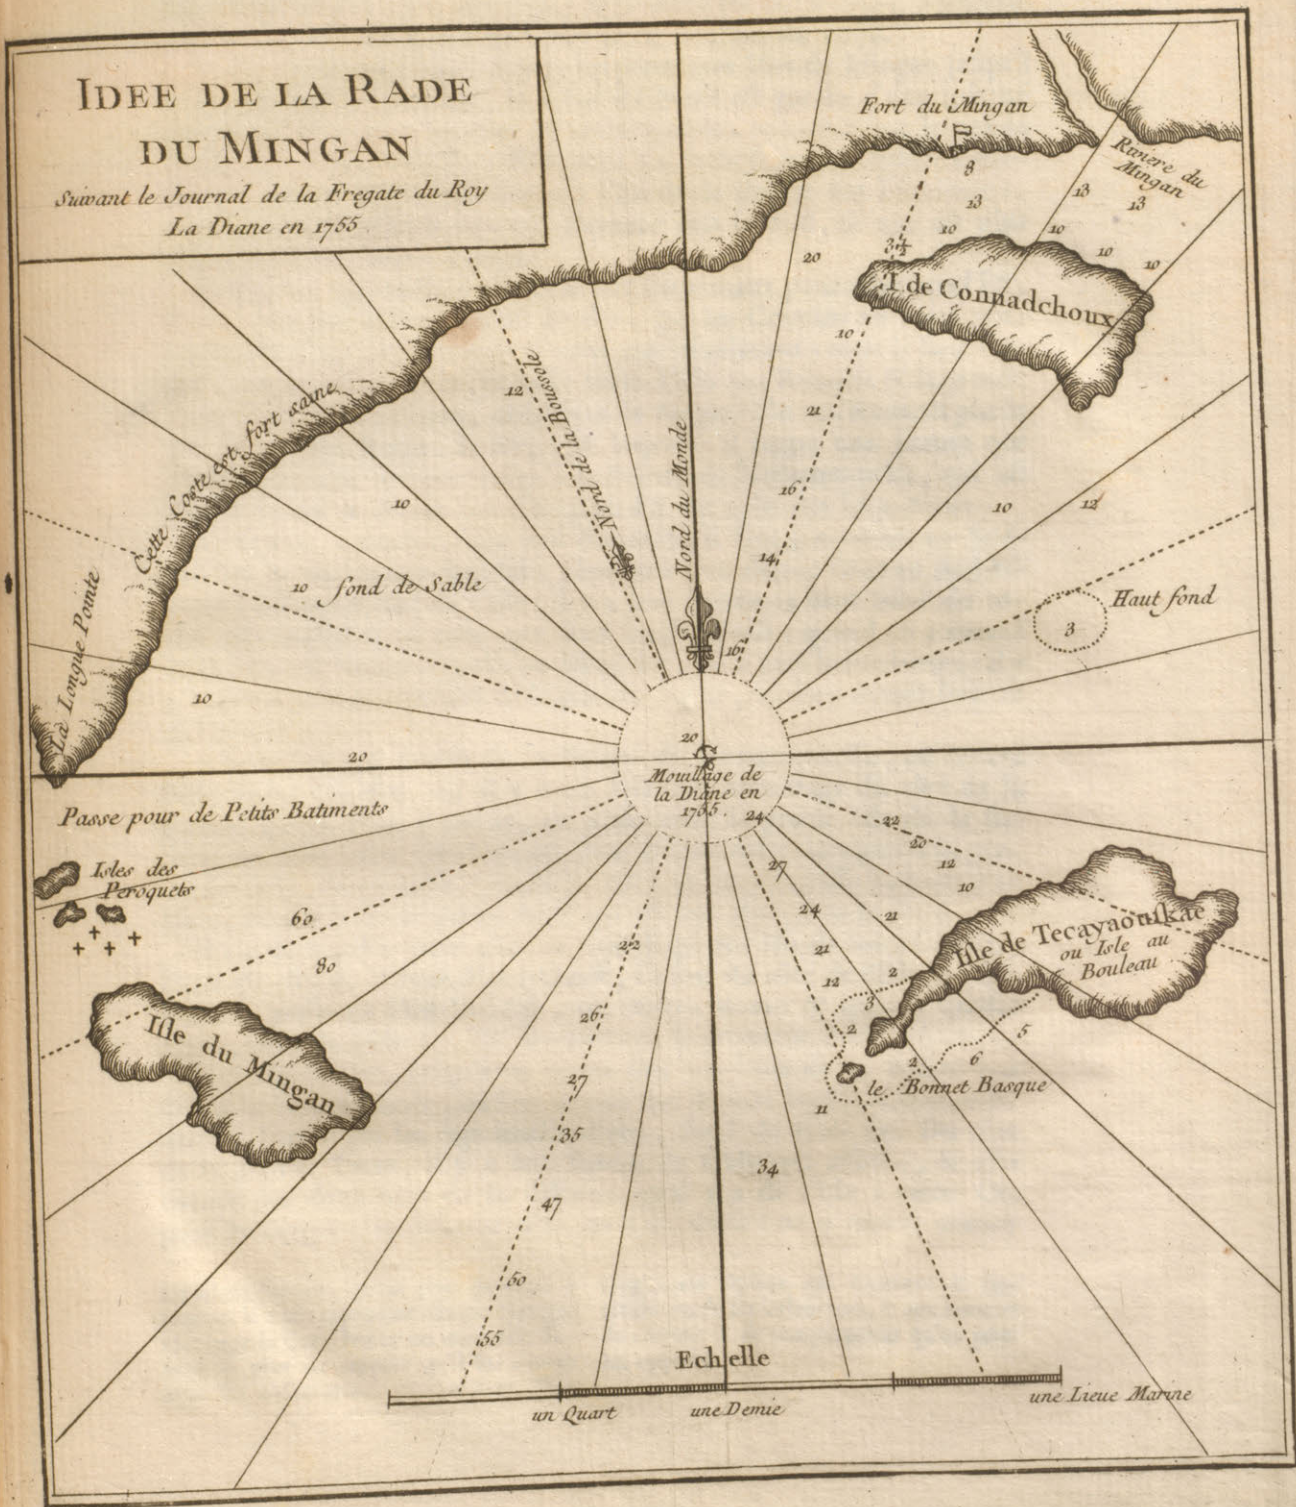 IDEE DE LA RADE
DU MINGAN
Suivant le Journal de la Fregate du Roy
La Diane en 1755
Fort du Mingan
Riviere du
Mingan
8
13
13
13
10
10
10
10
3½
20
I. de Connadchoux
10
21
16
14
16
10
12
Haut fond
3
12
Nord de la Boussole
Nord du Monde
Cette Coste est fort saine
10
10 fond de Sable
La Longue Pointe
10
20
20
Mouillage de
la Diane en
1755.
24
Passe pour de Petits Batiments
Isles des
Peroquets
60
80
Isle du Mingan
22
26
27
35
47
50
55
34
27
24
21
12
22
20
12
10
21
2
3
2
2
6
5
11
Isle de Tecayaouikae
ou Isle au
Bouleau
le Bonnet Basque
Echelle
un Quart
une Demie
une Lieue Marine